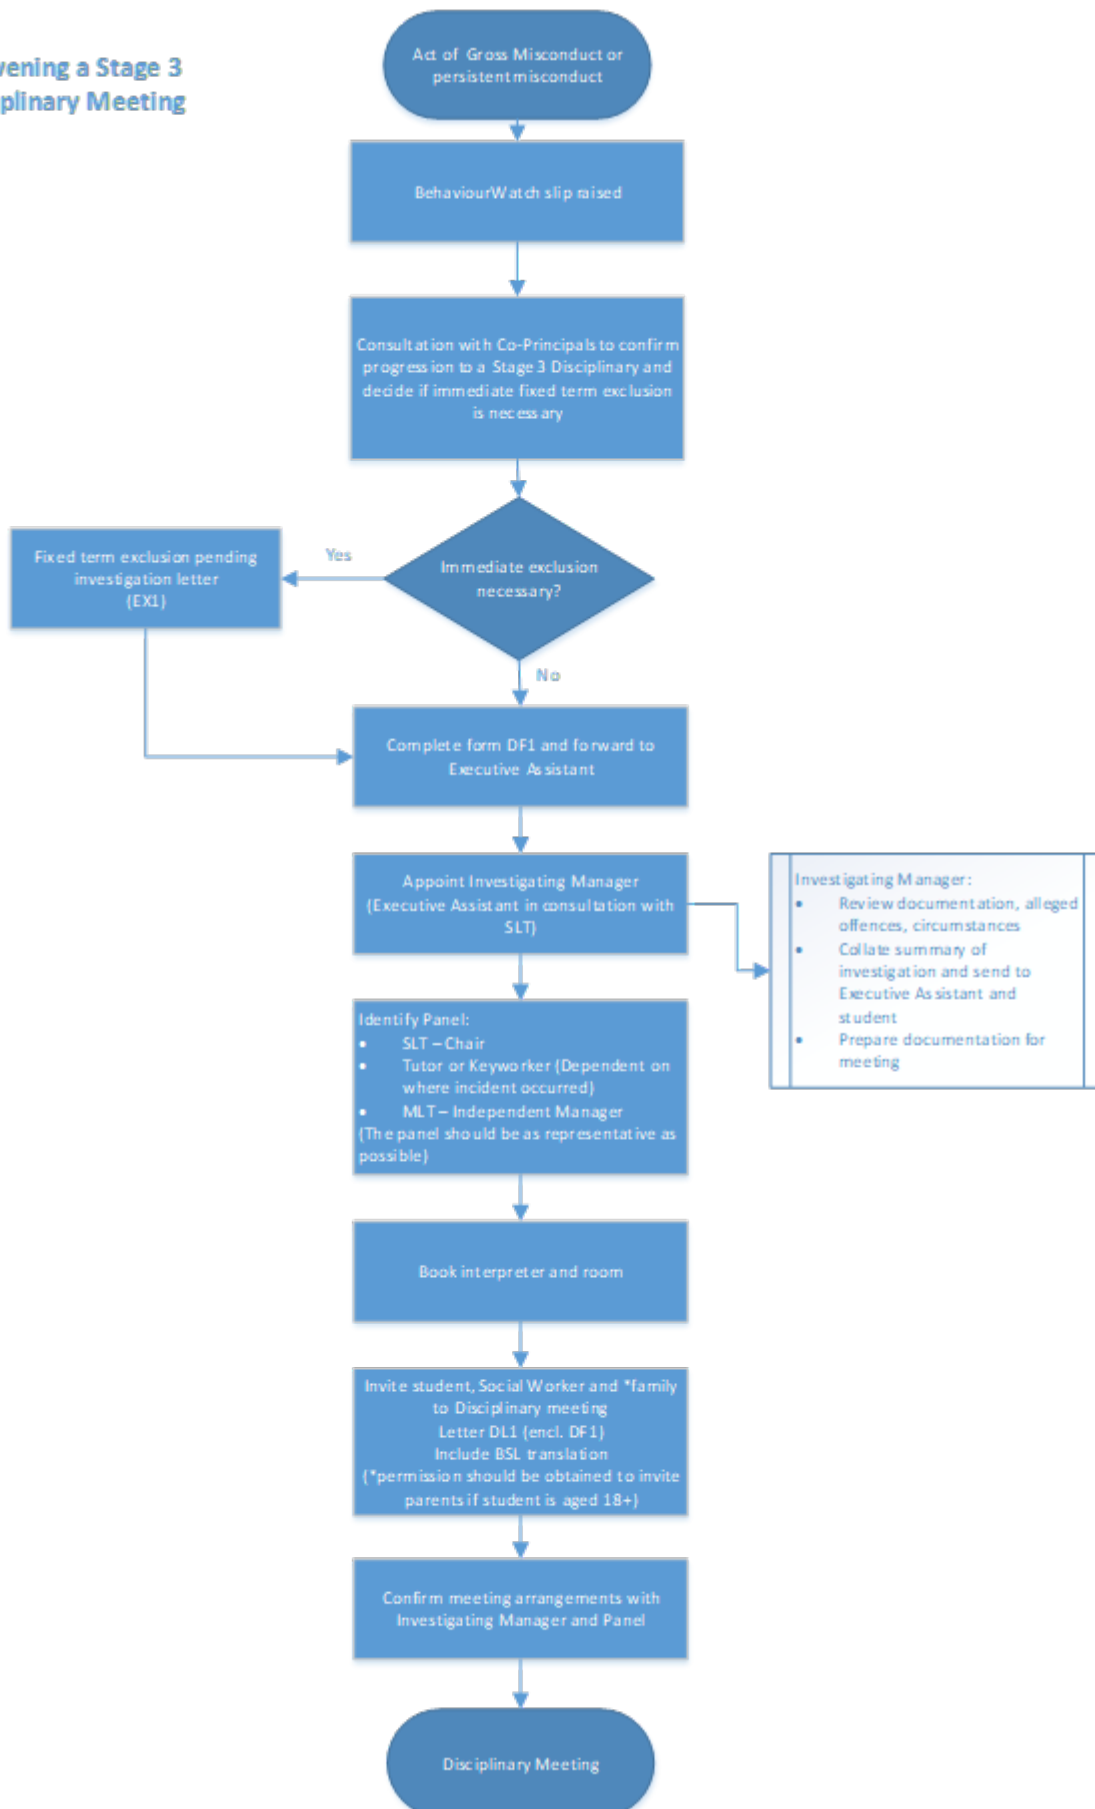 vening a Stage 3
plinary Meeting
Act of Gross Misconduct or
persistent misconduct
BehaviourWatch slip raised
Consultation with Co-Principals to confirm
progression to a Stage 3 Disciplinary and
decide if immediate fixed term exclusion
is necessary
Immediate exclusion
necessary?
Yes
Fixed term exclusion pending
investigation letter
(EX1)
No
Complete form DF1 and forward to
Executive Assistant
Appoint Investigating Manager
(Executive Assistant in consultation with
SLT)
Investigating Manager:
• Review documentation, alleged
offences, circumstances
• Collate summary of
investigation and send to
Executive Assistant and
student
• Prepare documentation for
meeting
Identify Panel:
• SLT – Chair
• Tutor or Keyworker (Dependent on
where incident occurred)
• MLT – Independent Manager
(The panel should be as representative as
possible)
Book interpreter and room
Invite student, Social Worker and *family
to Disciplinary meeting
Letter DL1 (encl. DF1)
Include BSL translation
(*permission should be obtained to invite
parents if student is aged 18+)
Confirm meeting arrangements with
Investigating Manager and Panel
Disciplinary Meeting